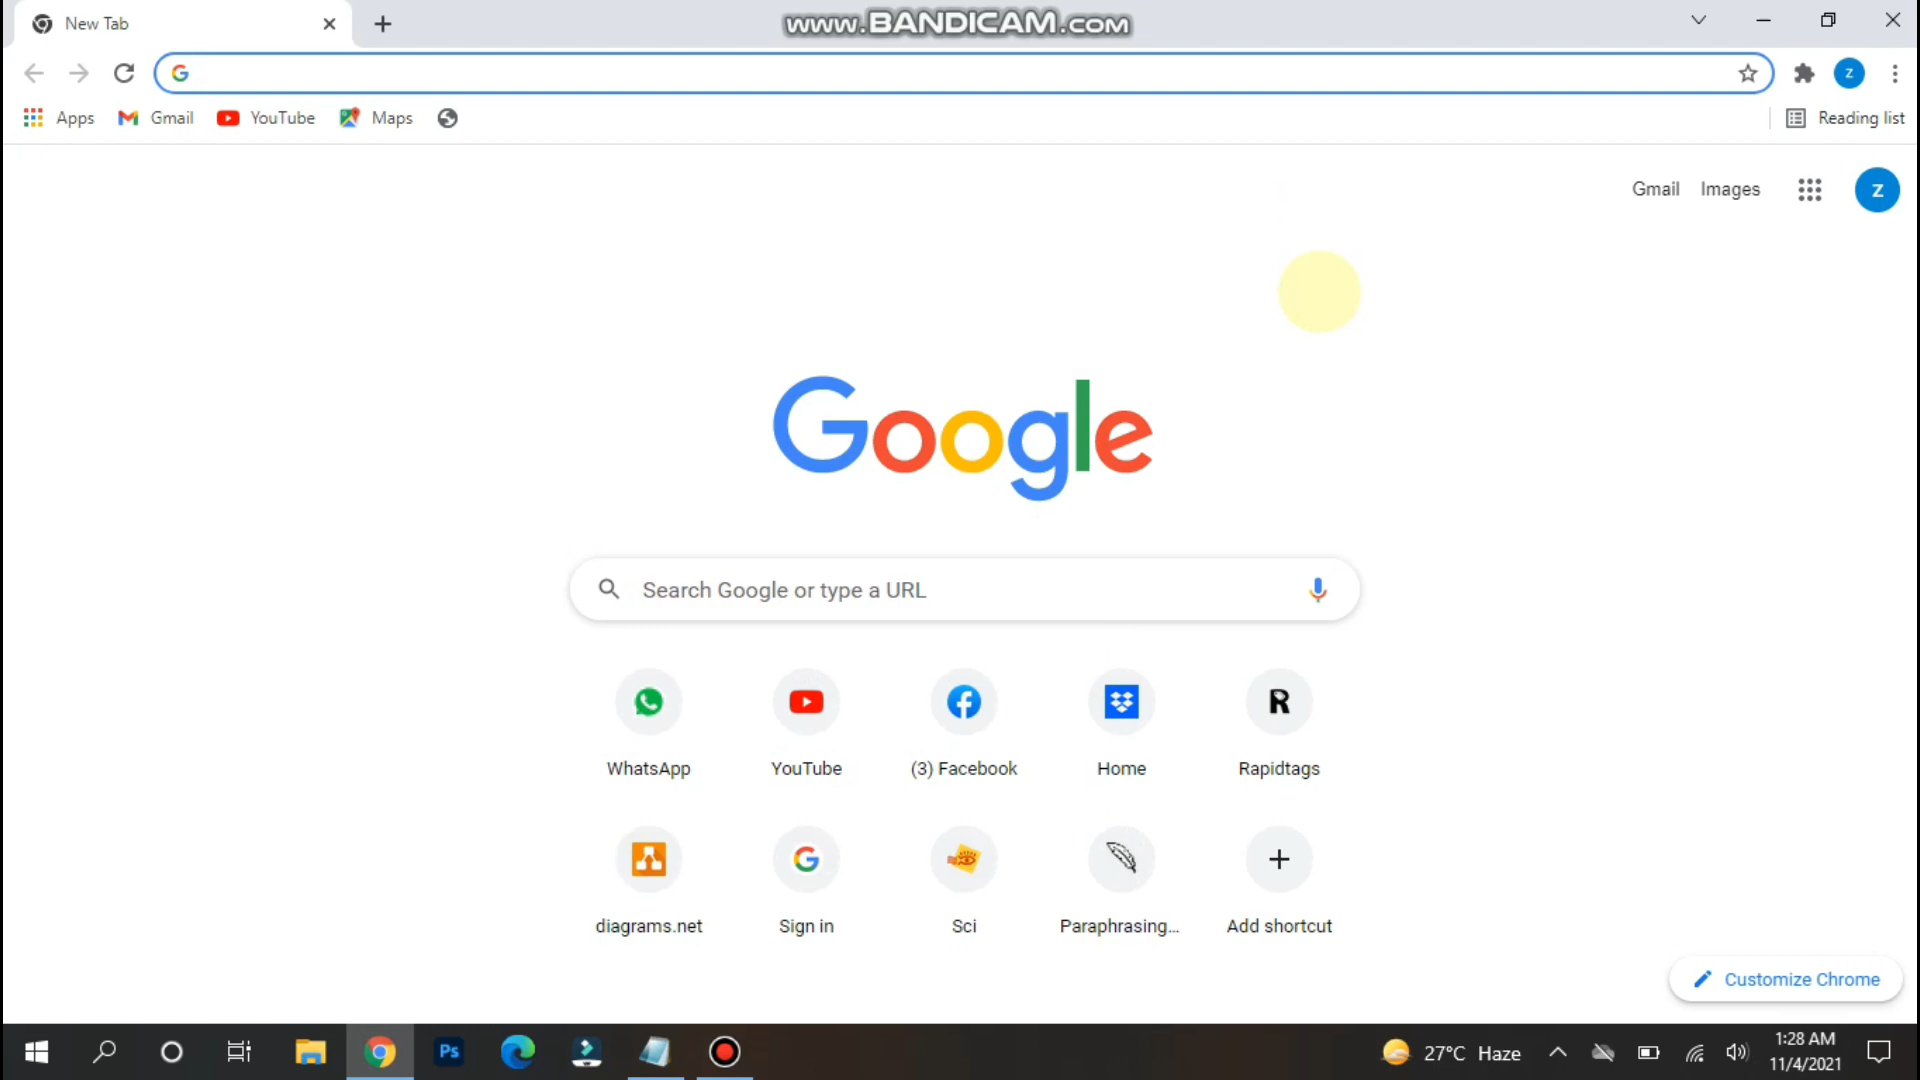 New Tab
www.BANDICAM.com
Apps
Gmail
YouTube
Maps
Reading list
Gmail
Images
z
z
Google
Search Google or type a URL
WhatsApp
YouTube
(3) Facebook
Home
R
Rapidtags
diagrams.net
Sign in
Sci
Paraphrasing...
Add shortcut
Customize Chrome
Ps
27°C Haze
1:28 AM
11/4/2021